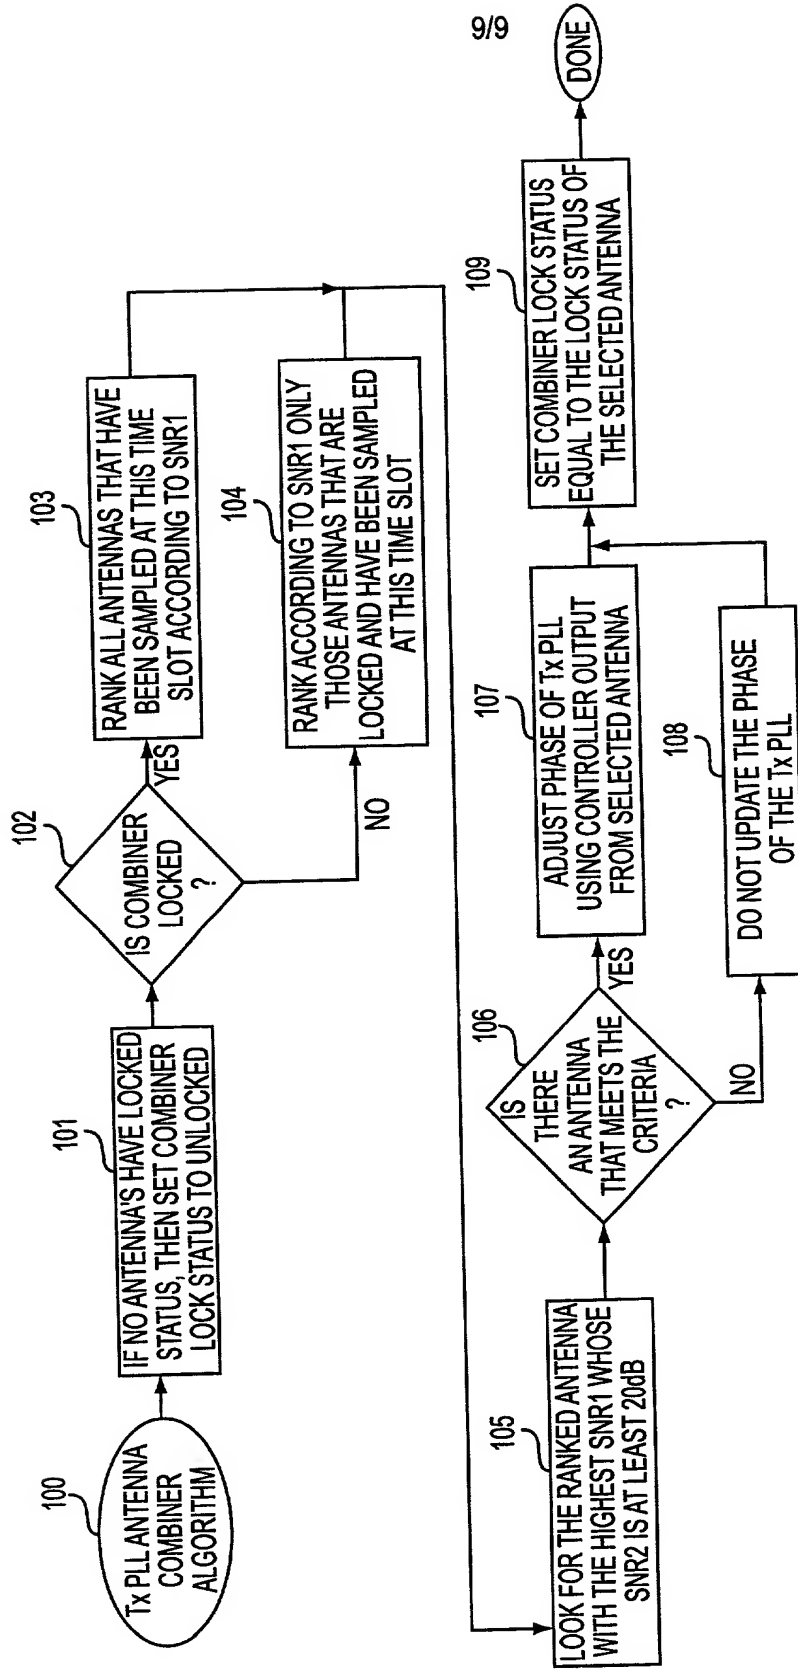 9/9
100
Tx PLL ANTENNA
COMBINER
ALGORITHM
101
IF NO ANTENNA'S HAVE LOCKED
STATUS, THEN SET COMBINER
LOCK STATUS TO UNLOCKED
102
IS COMBINER
LOCKED
?
YES
NO
103
RANK ALL ANTENNAS THAT HAVE
BEEN SAMPLED AT THIS TIME
SLOT ACCORDING TO SNR1
104
RANK ACCORDING TO SNR1 ONLY
THOSE ANTENNAS THAT ARE
LOCKED AND HAVE BEEN SAMPLED
AT THIS TIME SLOT
105
LOOK FOR THE RANKED ANTENNA
WITH THE HIGHEST SNR1 WHOSE
SNR2 IS AT LEAST 20dB
106
IS
THERE
AN ANTENNA
THAT MEETS THE
CRITERIA
?
YES
NO
107
ADJUST PHASE OF Tx PLL
USING CONTROLLER OUTPUT
FROM SELECTED ANTENNA
108
DO NOT UPDATE THE PHASE
OF THE Tx PLL
109
SET COMBINER LOCK STATUS
EQUAL TO THE LOCK STATUS OF
THE SELECTED ANTENNA
DONE